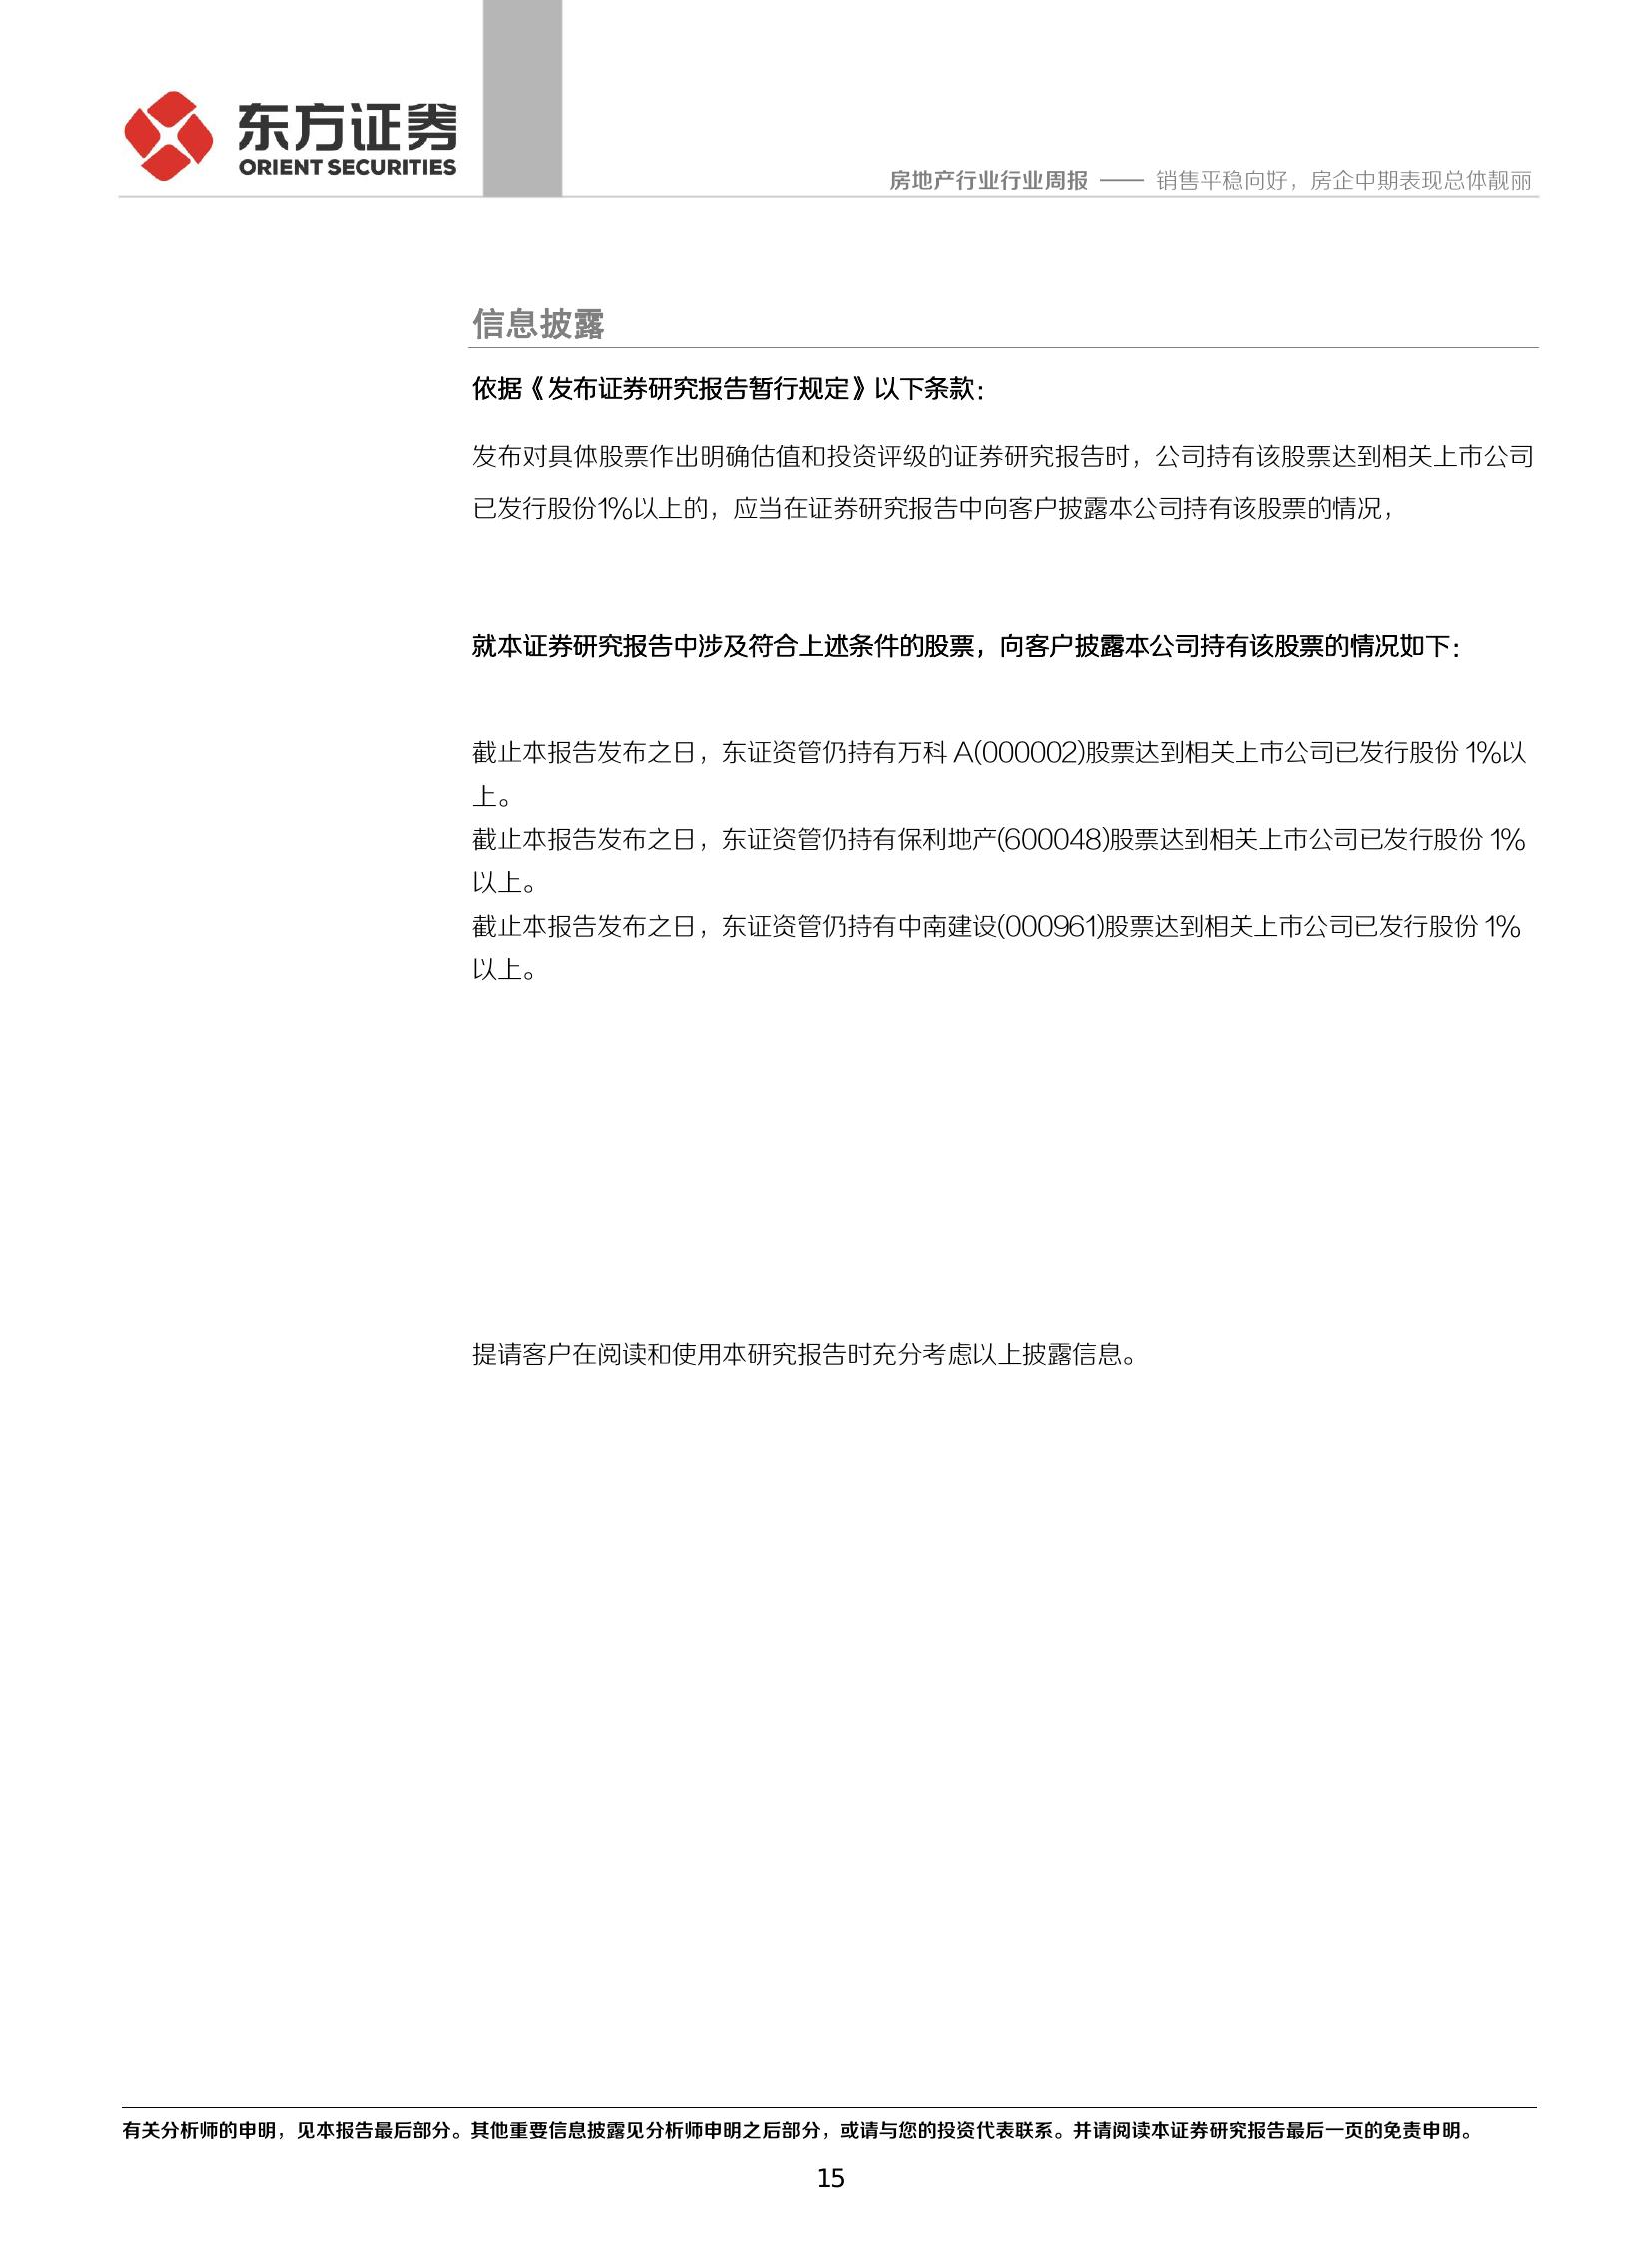 东方证券
ORIENT SECURITIES
房地产行业行业周报 —— 销售平稳向好，房企中期表现总体靓丽
信息披露
依据《发布证券研究报告暂行规定》以下条款：
发布对具体股票作出明确估值和投资评级的证券研究报告时，公司持有该股票达到相关上市公司
已发行股份1%以上的，应当在证券研究报告中向客户披露本公司持有该股票的情况，
就本证券研究报告中涉及符合上述条件的股票，向客户披露本公司持有该股票的情况如下：
截止本报告发布之日，东证资管仍持有万科 A(000002)股票达到相关上市公司已发行股份 1%以
上。
截止本报告发布之日，东证资管仍持有保利地产(600048)股票达到相关上市公司已发行股份 1%
以上。
截止本报告发布之日，东证资管仍持有中南建设(000961)股票达到相关上市公司已发行股份 1%
以上。
提请客户在阅读和使用本研究报告时充分考虑以上披露信息。
有关分析师的申明，见本报告最后部分。其他重要信息披露见分析师申明之后部分，或请与您的投资代表联系。并请阅读本证券研究报告最后一页的免责申明。
15